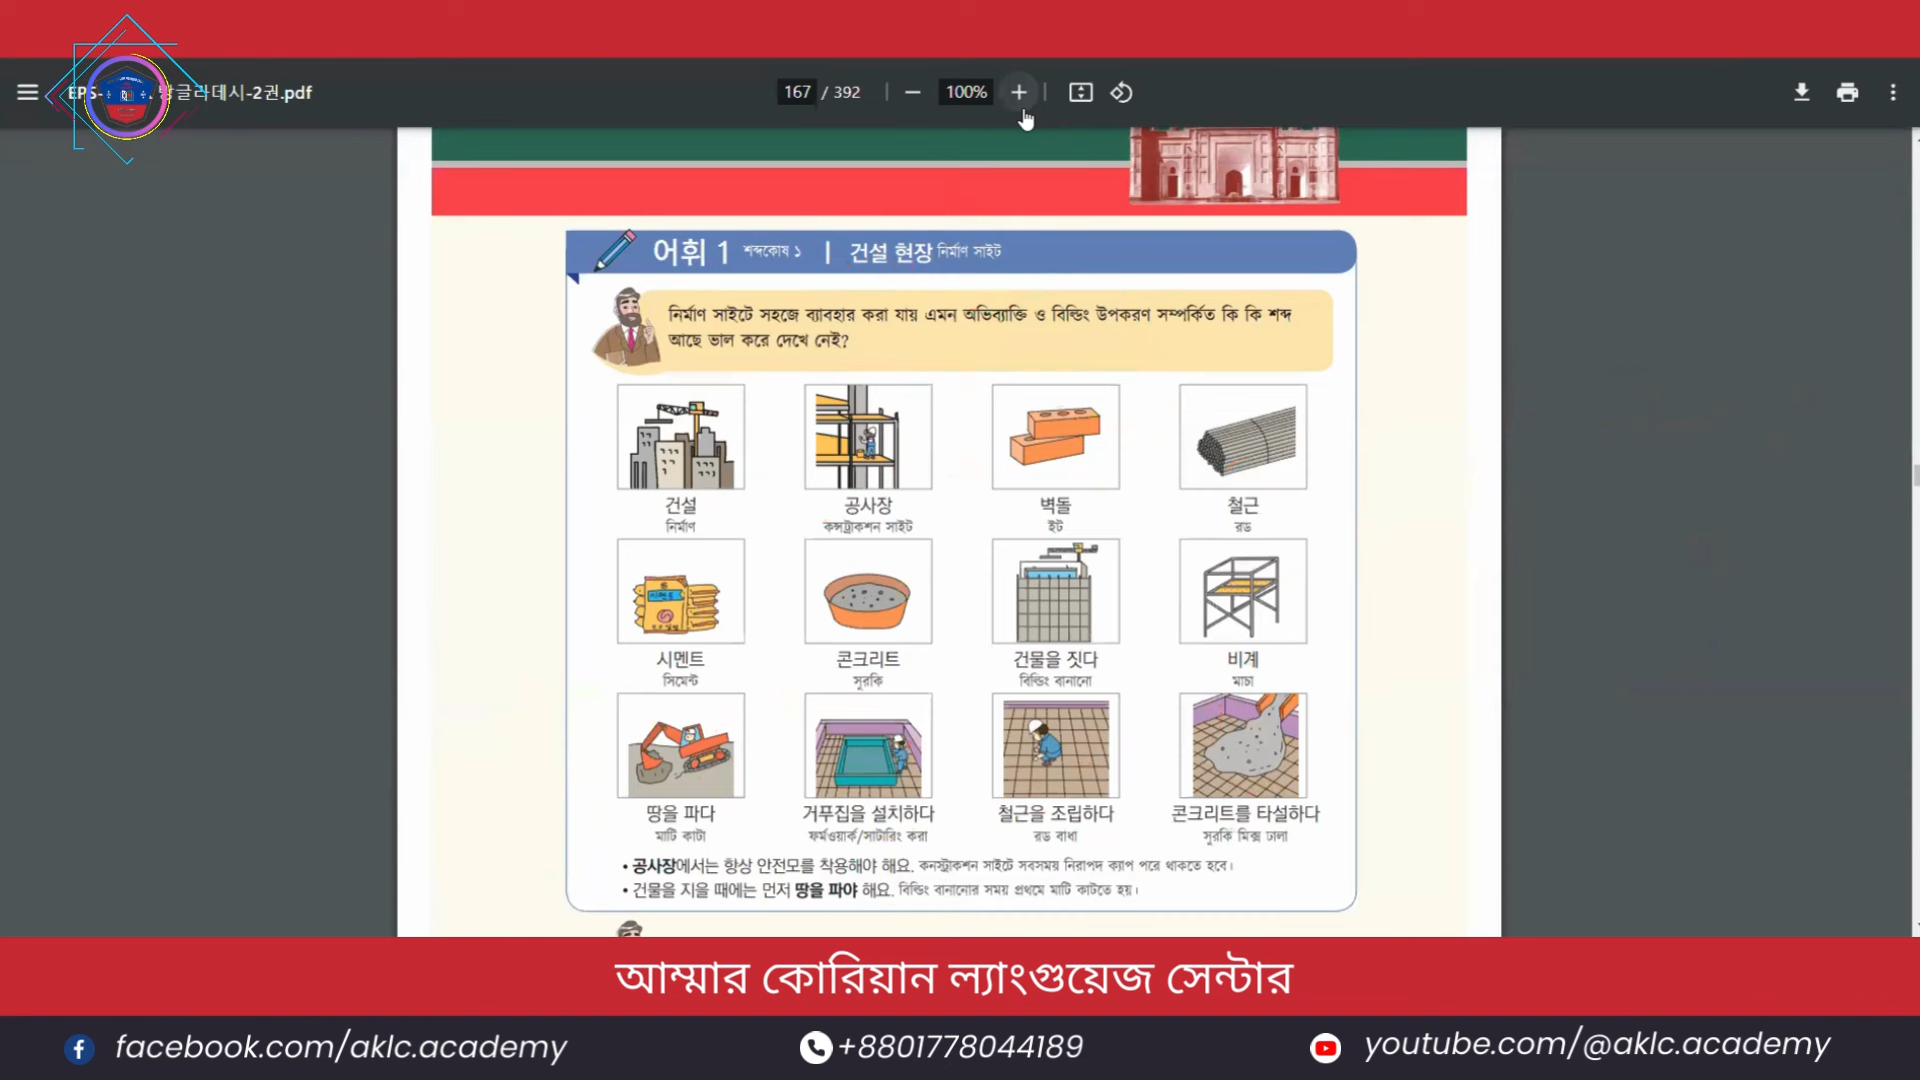 방글라데시-2권.pdf
167 / 392
100%
어휘 1 শব্দকোষ ১ | 건설 현장 নির্মাণ সাইট
নির্মাণ সাইটে সহজে ব্যাবহার করা যায় এমন অভিব্যাক্তি ও বিল্ডিং উপকরণ সম্পর্কিত কি কি শব্দ
আছে ভাল করে দেখে নেই?
건설 공사장 벽돌 철근
নির্মাণ কন্সট্রাকশন সাইট ইট রড
시멘트 콘크리트 건물을 짓다 비계
সিমেন্ট সুরকি বিল্ডিং বানানো মাচা
땅을 파다 거푸집을 설치하다 철근을 조립하다 콘크리트를 타설하다
মাটি কাটা ফর্মওয়ার্ক/সাটারিং করা রড বাধা সুরকি মিক্স ঢালা
• 공사장에서는 항상 안전모를 착용해야 해요. কনস্ট্রাকশন সাইটে সবসময় নিরাপদ ক্যাপ পরে থাকতে হবে।
• 건물을 지을 때에는 먼저 땅을 파야 해요. বিল্ডিং বানানোর সময় প্রথমে মাটি কাটতে হয়।
আম্মার কোরিয়ান ল্যাংগুয়েজ সেন্টার
facebook.com/aklc.academy +8801778044189 youtube.com/@aklc.academy